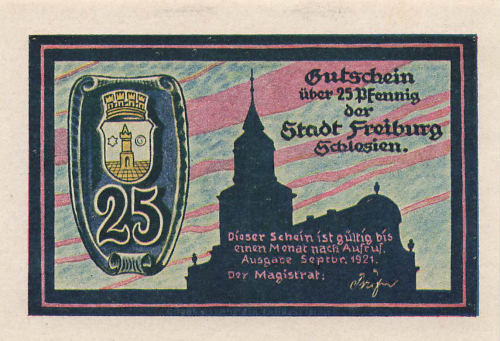 Gutschein
über 25 Pfennig
der
Stadt Freiburg
Schlesien.
25
Dieser Schein ist gültig bis
einen Monat nach Aufruf.
Ausgabe Septbr. 1921.
Der Magistrat: